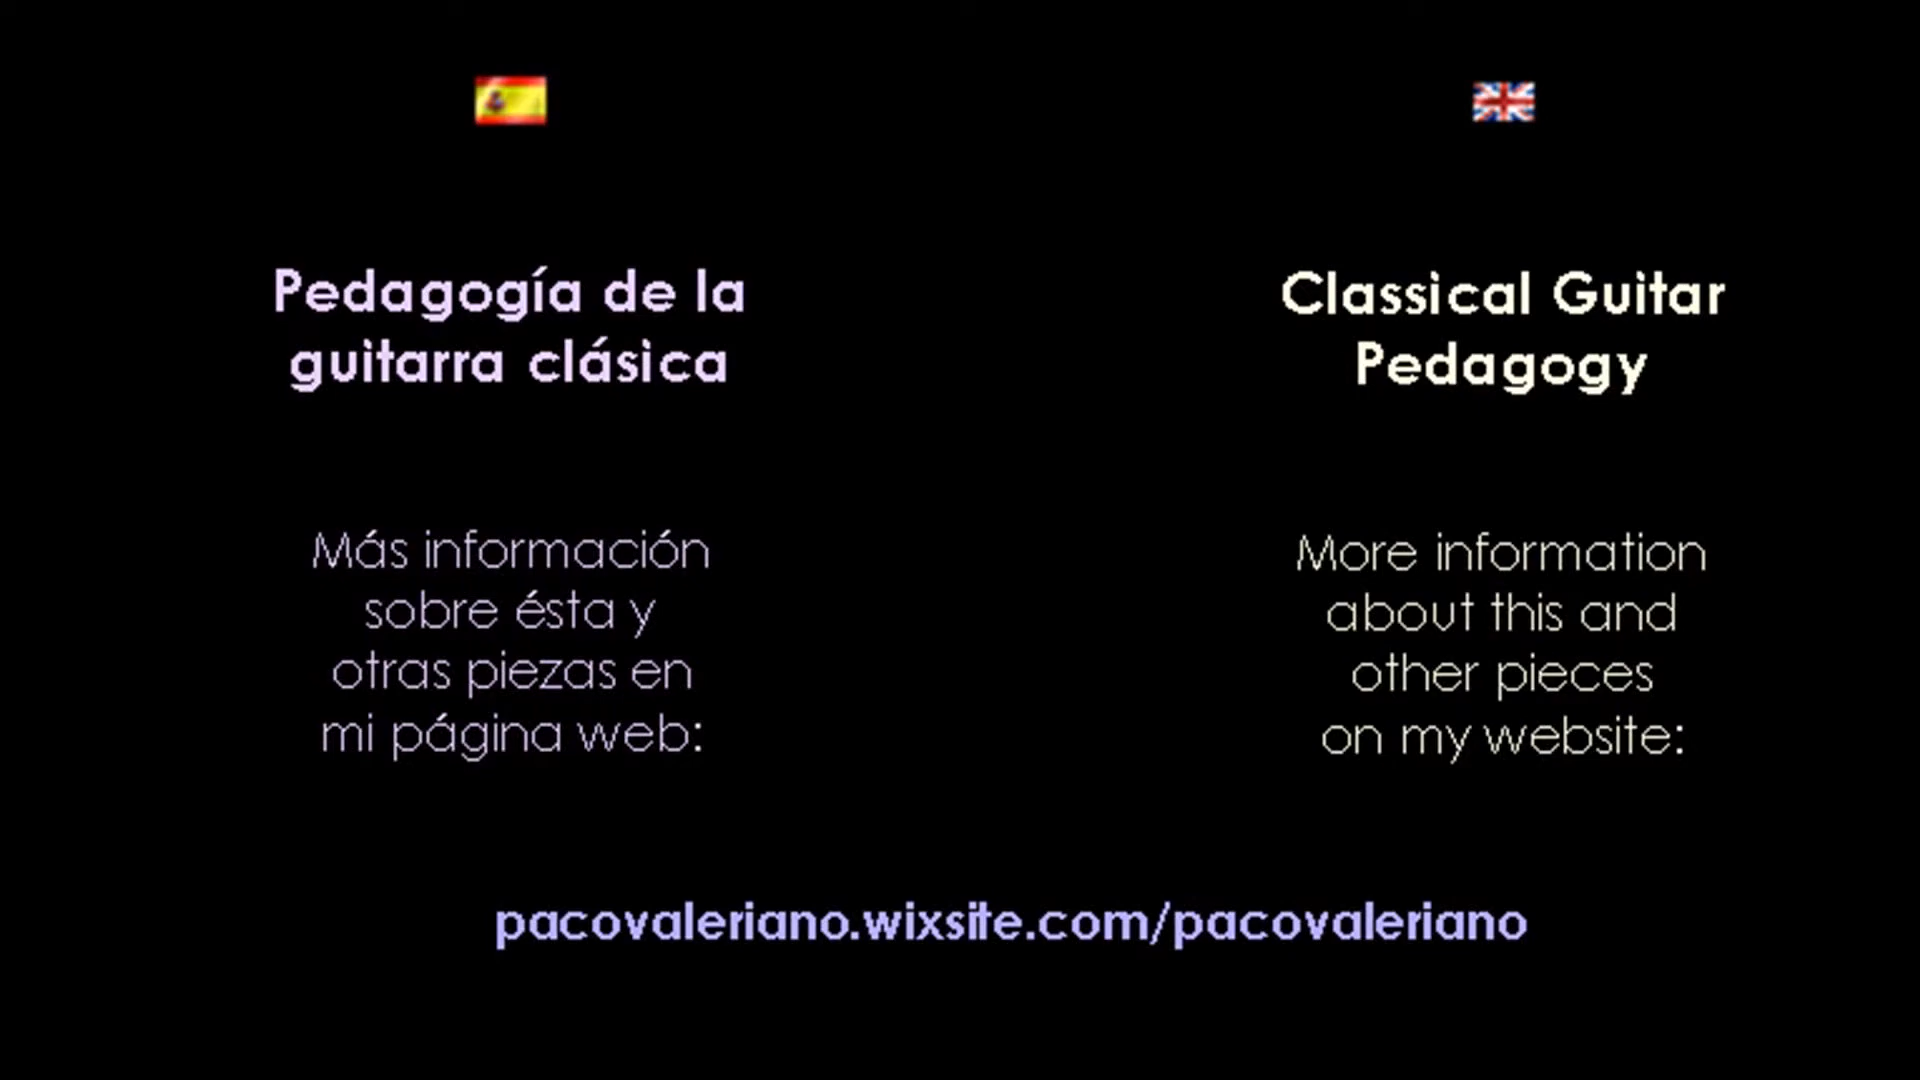 Pedagogía de la
guitarra clásica
Más información
sobre ésta y
otras piezas en
mi página web:
Classical Guitar
Pedagogy
More information
about this and
other pieces
on my website:
pacovaleriano.wixsite.com/pacovaleriano